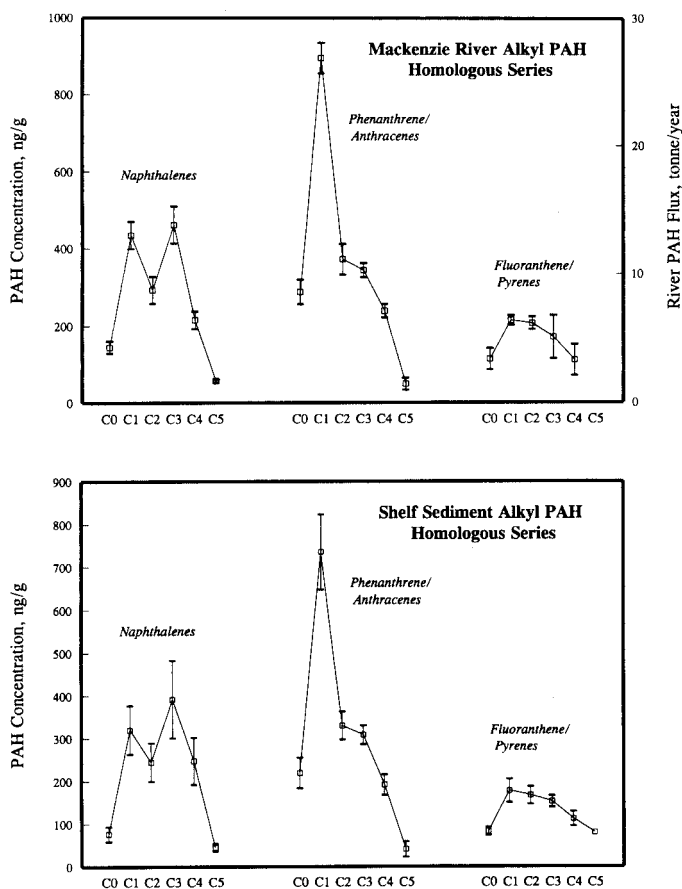 Mackenzie River Alkyl PAH
Homologous Series
PAH Concentration, ng/g
River PAH Flux, tonne/year
1000
800
600
400
200
0
30
20
10
0
Naphthalenes
Phenanthrene/
Anthracenes
Fluoranthene/
Pyrenes
C0 C1 C2 C3 C4 C5 C0 C1 C2 C3 C4 C5 C0 C1 C2 C3 C4 C5
Shelf Sediment Alkyl PAH
Homologous Series
PAH Concentration, ng/g
900
800
700
600
500
400
300
200
100
0
Naphthalenes
Phenanthrene/
Anthracenes
Fluoranthene/
Pyrenes
C0 C1 C2 C3 C4 C5 C0 C1 C2 C3 C4 C5 C0 C1 C2 C3 C4 C5